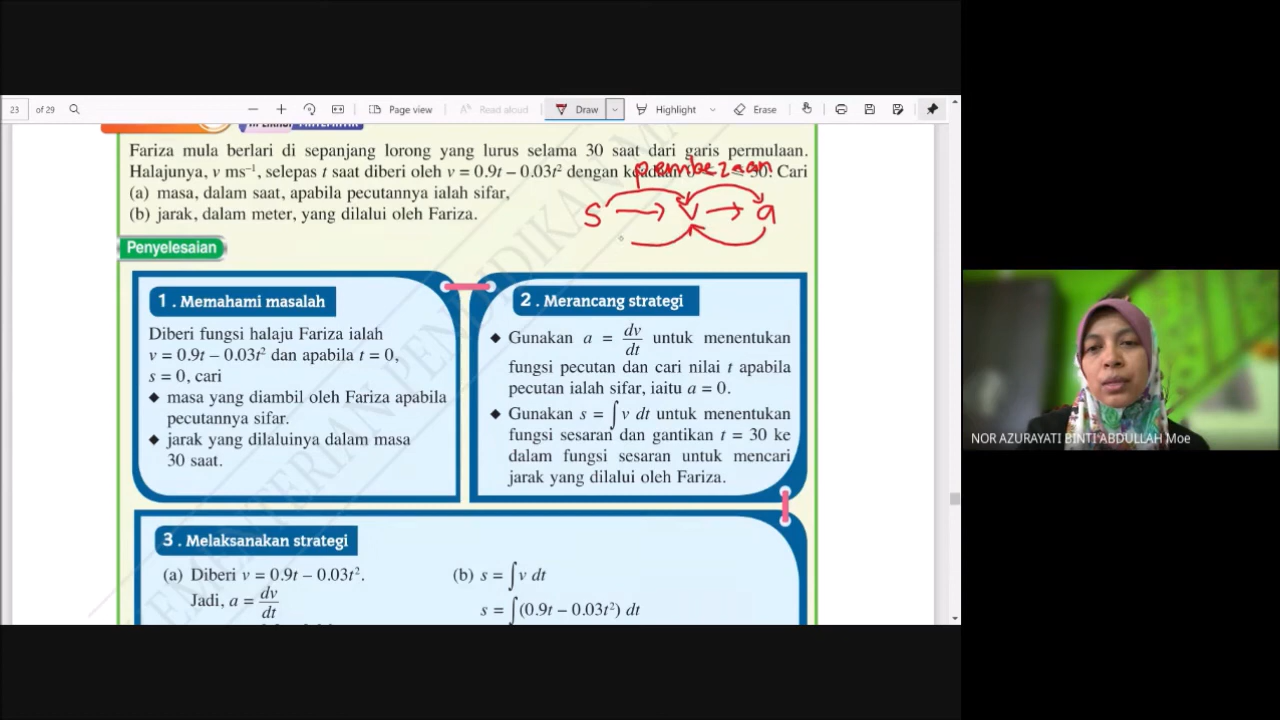 23 of 29 Page view Read aloud Draw Highlight Erase
Fariza mula berlari di sepanjang lorong yang lurus selama 30 saat dari garis permulaan.
Halajunya, v ms⁻¹, selepas t saat diberi oleh v = 0.9t – 0.03t² dengan 30. Cari
(a) masa, dalam saat, apabila pecutannya ialah sifar,
(b) jarak, dalam meter, yang dilalui oleh Fariza.
pembezaan
s → v → a
Penyelesaian
1 . Memahami masalah
Diberi fungsi halaju Fariza ialah
v = 0.9t – 0.03t² dan apabila t = 0,
s = 0, cari
◆ masa yang diambil oleh Fariza apabila
pecutannya sifar.
◆ jarak yang dilaluinya dalam masa
30 saat.
2 . Merancang strategi
◆ Gunakan a = dv/dt untuk menentukan
fungsi pecutan dan cari nilai t apabila
pecutan ialah sifar, iaitu a = 0.
◆ Gunakan s = ∫v dt untuk menentukan
fungsi sesaran dan gantikan t = 30 ke
dalam fungsi sesaran untuk mencari
jarak yang dilalui oleh Fariza.
3 . Melaksanakan strategi
(a) Diberi v = 0.9t – 0.03t².
Jadi, a = dv/dt
(b) s = ∫v dt
s = ∫(0.9t – 0.03t²) dt
KEMENTERIAN PENDIDIKAN
NOR AZURAYATI BINTI ABDULLAH Moe